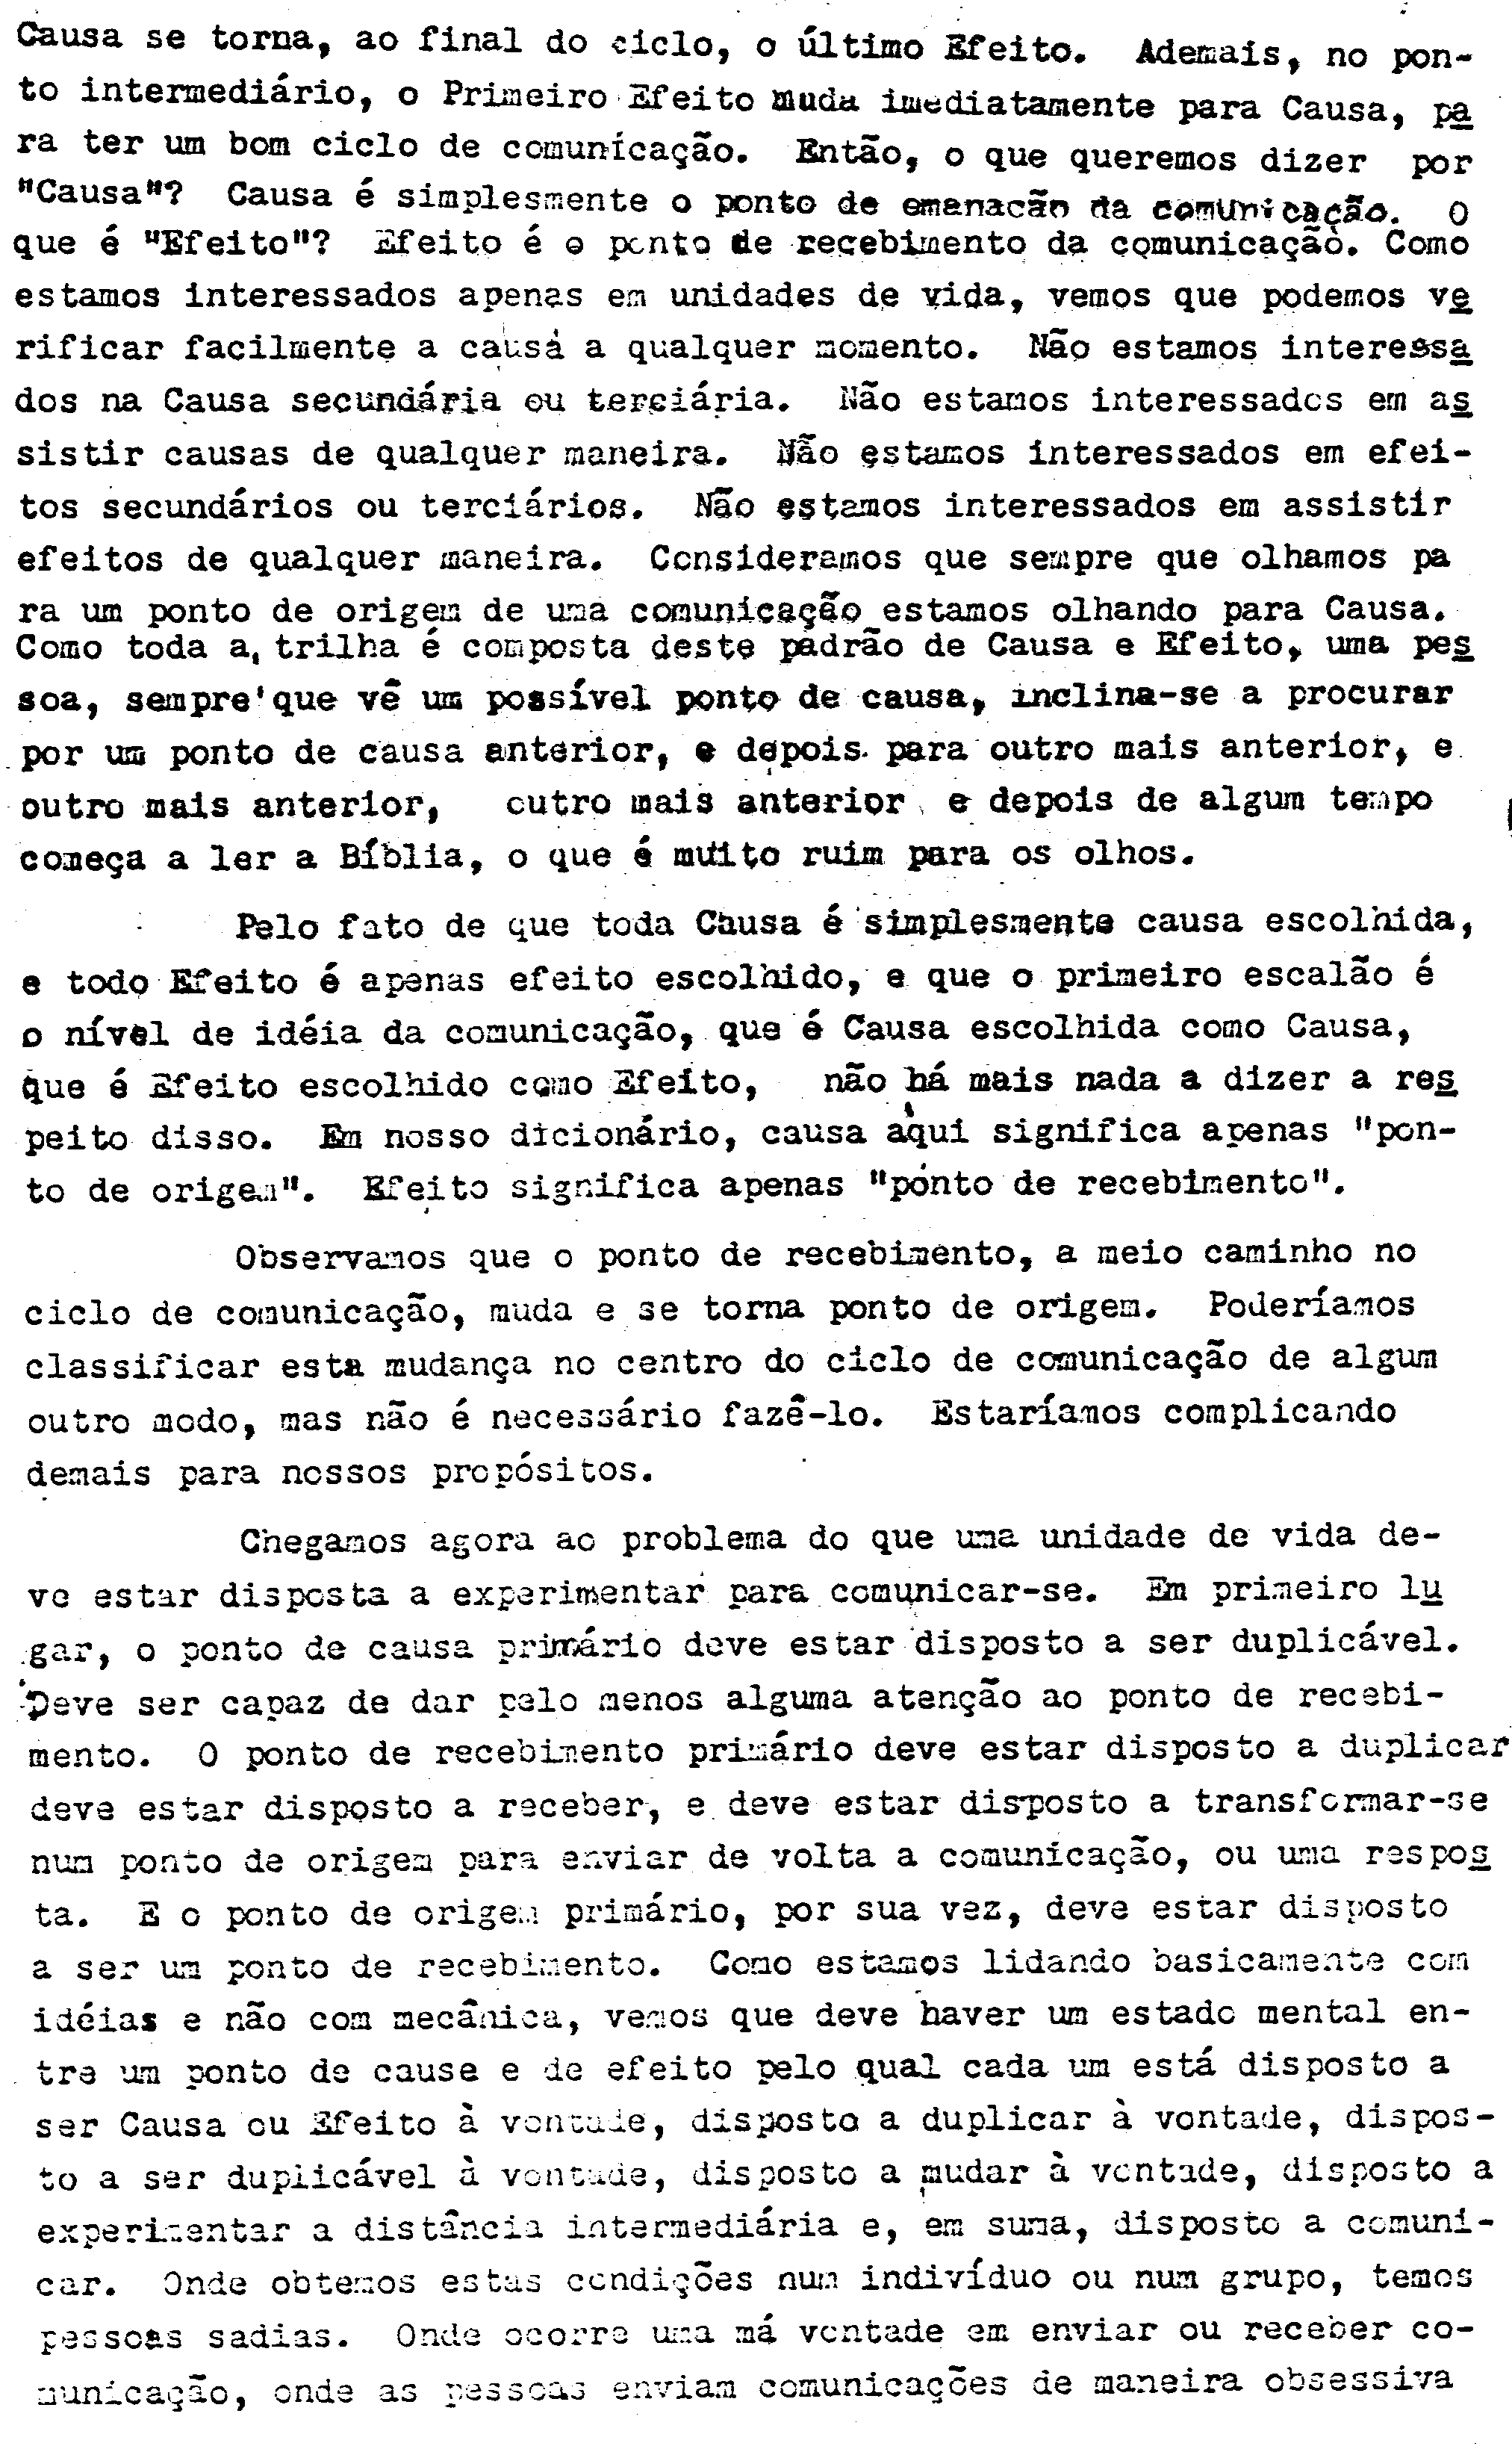 Causa se torna, ao final do ciclo, o último Efeito. Ademais, no pon-
to intermediário, o Primeiro Efeito muda imediatamente para Causa, pa
ra ter um bom ciclo de comunicação. Então, o que queremos dizer por
"Causa"? Causa é simplesmente o ponto de emanacão da comunicação. O
que é "Efeito"? Efeito é o ponto de recebimento da comunicação. Como
estamos interessados apenas em unidades de vida, vemos que podemos ve
rificar facilmente a causa a qualquer momento. Não estamos interessa
dos na Causa secundária ou terciária. Não estamos interessados em as
sistir causas de qualquer maneira. Não estamos interessados em efei-
tos secundários ou terciários. Não estamos interessados em assistir
efeitos de qualquer maneira. Consideramos que sempre que olhamos pa
ra um ponto de origem de uma comunicação estamos olhando para Causa.
Como toda a trilha é composta deste padrão de Causa e Efeito, uma pes
soa, sempre que vê um possível ponto de causa, inclina-se a procurar
por um ponto de causa anterior, e depois para outro mais anterior, e
outro mais anterior, outro mais anterior e depois de algum tempo
começa a ler a Bíblia, o que é muito ruim para os olhos.
Pelo fato de que toda Causa é simplesmente causa escolhida,
e todo Efeito é apenas efeito escolhido, e que o primeiro escalão é
o nível de idéia da comunicação, que é Causa escolhida como Causa,
que é Efeito escolhido como Efeito, não há mais nada a dizer a res
peito disso. Em nosso dicionário, causa aqui significa apenas "pon-
to de origem". Efeito significa apenas "ponto de recebimento".
Observamos que o ponto de recebimento, a meio caminho no
ciclo de comunicação, muda e se torna ponto de origem. Poderíamos
classificar esta mudança no centro do ciclo de comunicação de algum
outro modo, mas não é necessário fazê-lo. Estaríamos complicando
demais para nossos propósitos.
Chegamos agora ao problema do que uma unidade de vida de-
ve estar disposta a experimentar para comunicar-se. Em primeiro lu
gar, o ponto de causa primário deve estar disposto a ser duplicável.
Deve ser capaz de dar pelo menos alguma atenção ao ponto de recebi-
mento. O ponto de recebimento primário deve estar disposto a duplicar
deve estar disposto a receber, e deve estar disposto a transformar-se
num ponto de origem para enviar de volta a comunicação, ou uma respos
ta. E o ponto de origem primário, por sua vez, deve estar disposto
a ser um ponto de recebimento. Como estamos lidando basicamente com
idéias e não com mecânica, vemos que deve haver um estado mental en-
tre um ponto de cause e de efeito pelo qual cada um está disposto a
ser Causa ou Efeito à vontade, disposto a duplicar à vontade, dispos-
to a ser duplicável à vontade, disposto a mudar à vontade, disposto a
experimentar a distância intermediária e, em suma, disposto a comuni-
car. Onde obtemos estas condições num indivíduo ou num grupo, temos
pessoas sadias. Onde ocorre uma má vontade em enviar ou receber co-
municação, onde as pessoas enviam comunicações de maneira obsessiva